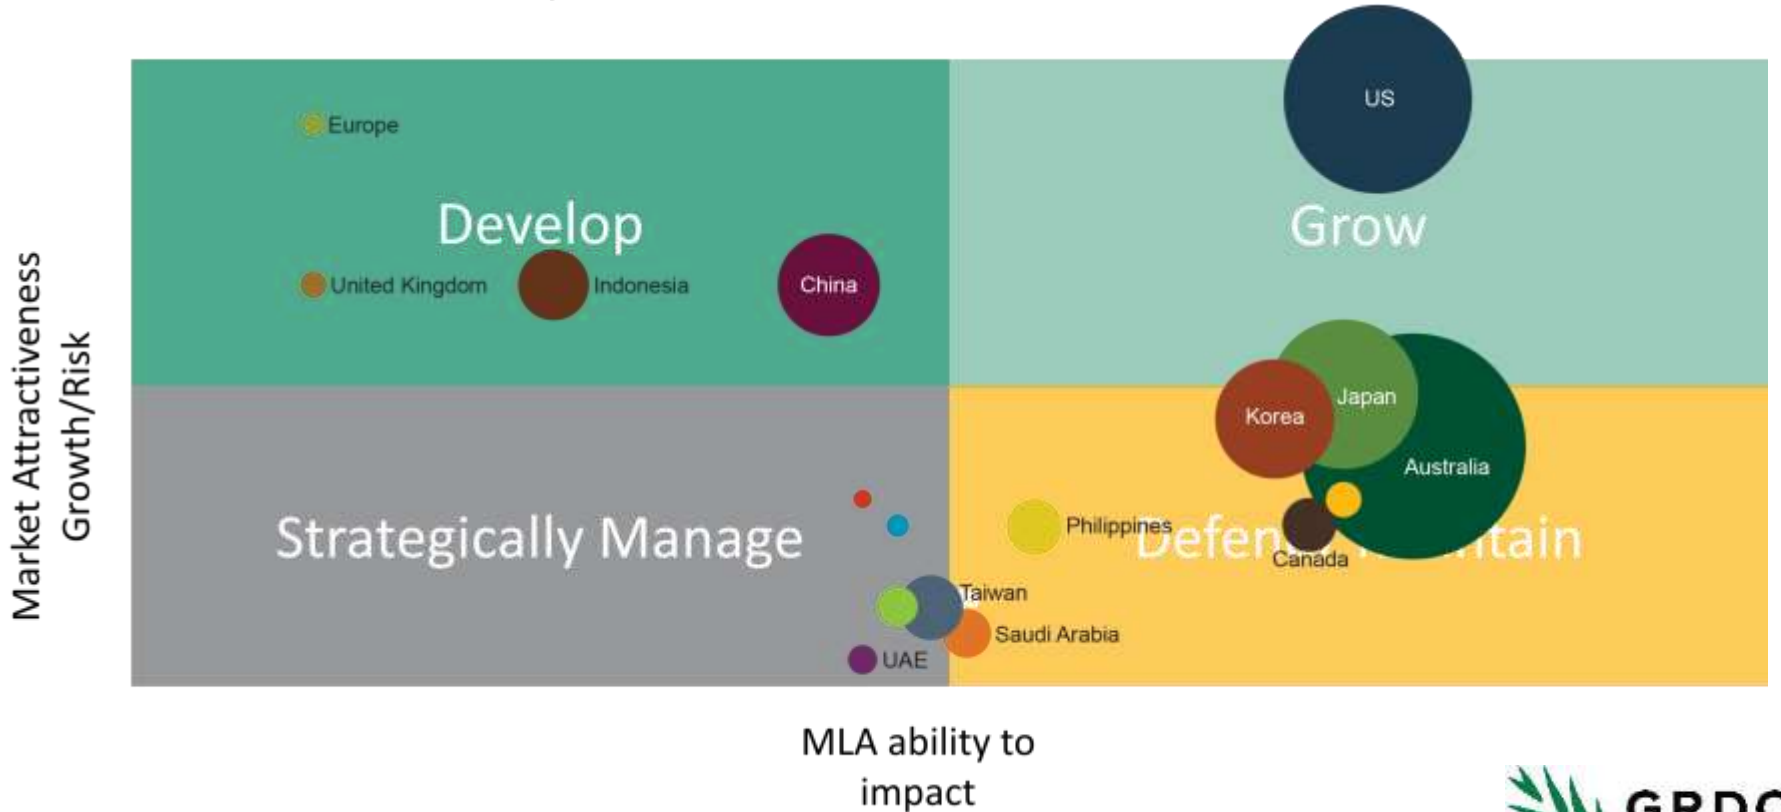 US
Europe
Develop
Grow
United Kingdom
Indonesia
China
Market Attractiveness
Growth/Risk
Japan
Korea
Australia
Strategically Manage
Philippines
Canada
Taiwan
Saudi Arabia
UAE
MLA ability to
impact